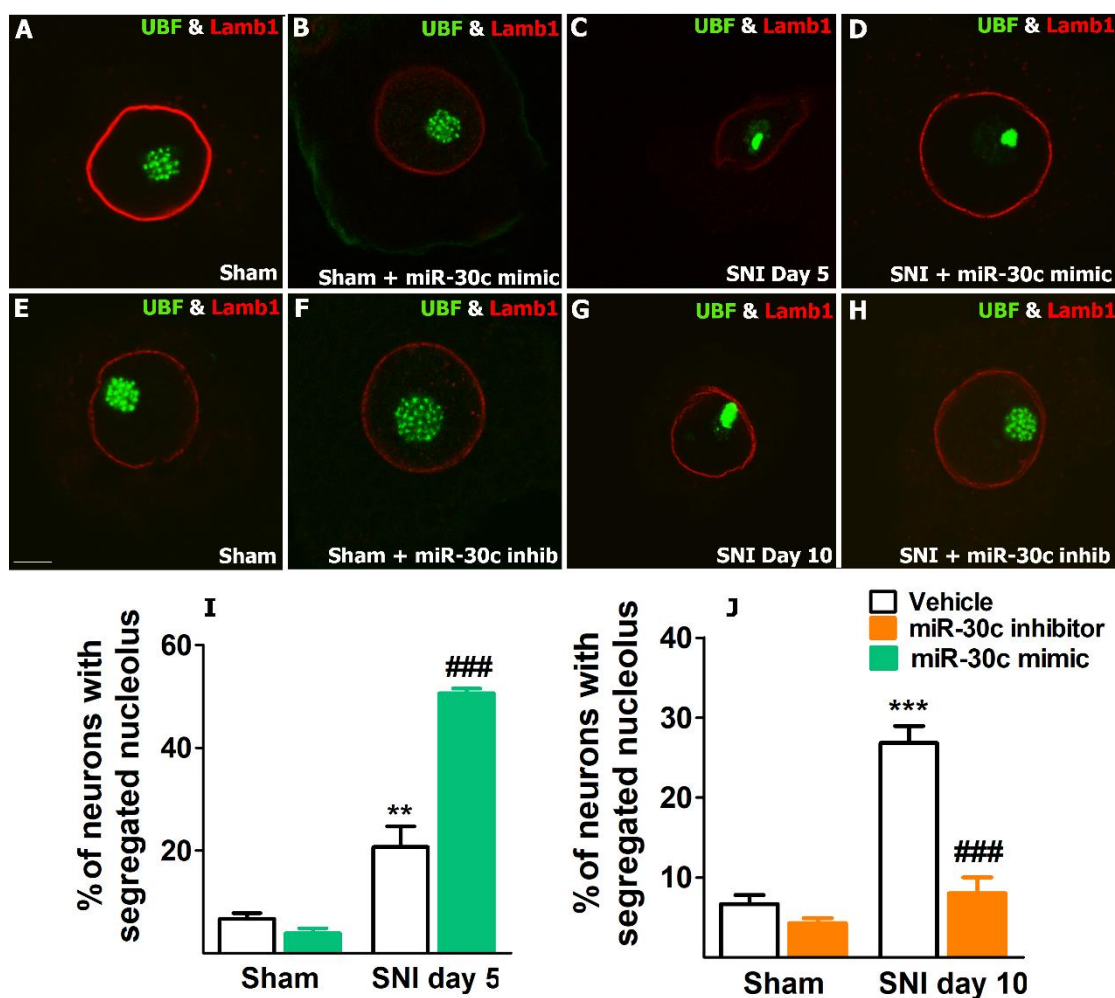 A
UBF & Lamb1
Sham
B
UBF & Lamb1
Sham + miR-30c mimic
C
UBF & Lamb1
SNI Day 5
D
UBF & Lamb1
SNI + miR-30c mimic
E
UBF & Lamb1
Sham
F
UBF & Lamb1
Sham + miR-30c inhib
G
UBF & Lamb1
SNI Day 10
H
UBF & Lamb1
SNI + miR-30c inhib
I
% of neurons with
segregated nucleolus
60
40
20
**
###
Sham
SNI day 5
J
Vehicle
miR-30c inhibitor
miR-30c mimic
% of neurons with
segregated nucleolus
40
30
20
10
***
###
Sham
SNI day 10